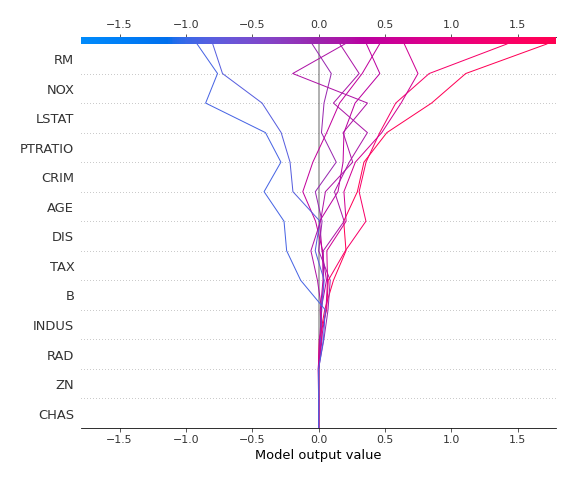 −1.5 −1.0 −0.5 0.0 0.5 1.0 1.5
RM
NOX
LSTAT
PTRATIO
CRIM
AGE
DIS
TAX
B
INDUS
RAD
ZN
CHAS
−1.5 −1.0 −0.5 0.0 0.5 1.0 1.5
Model output value